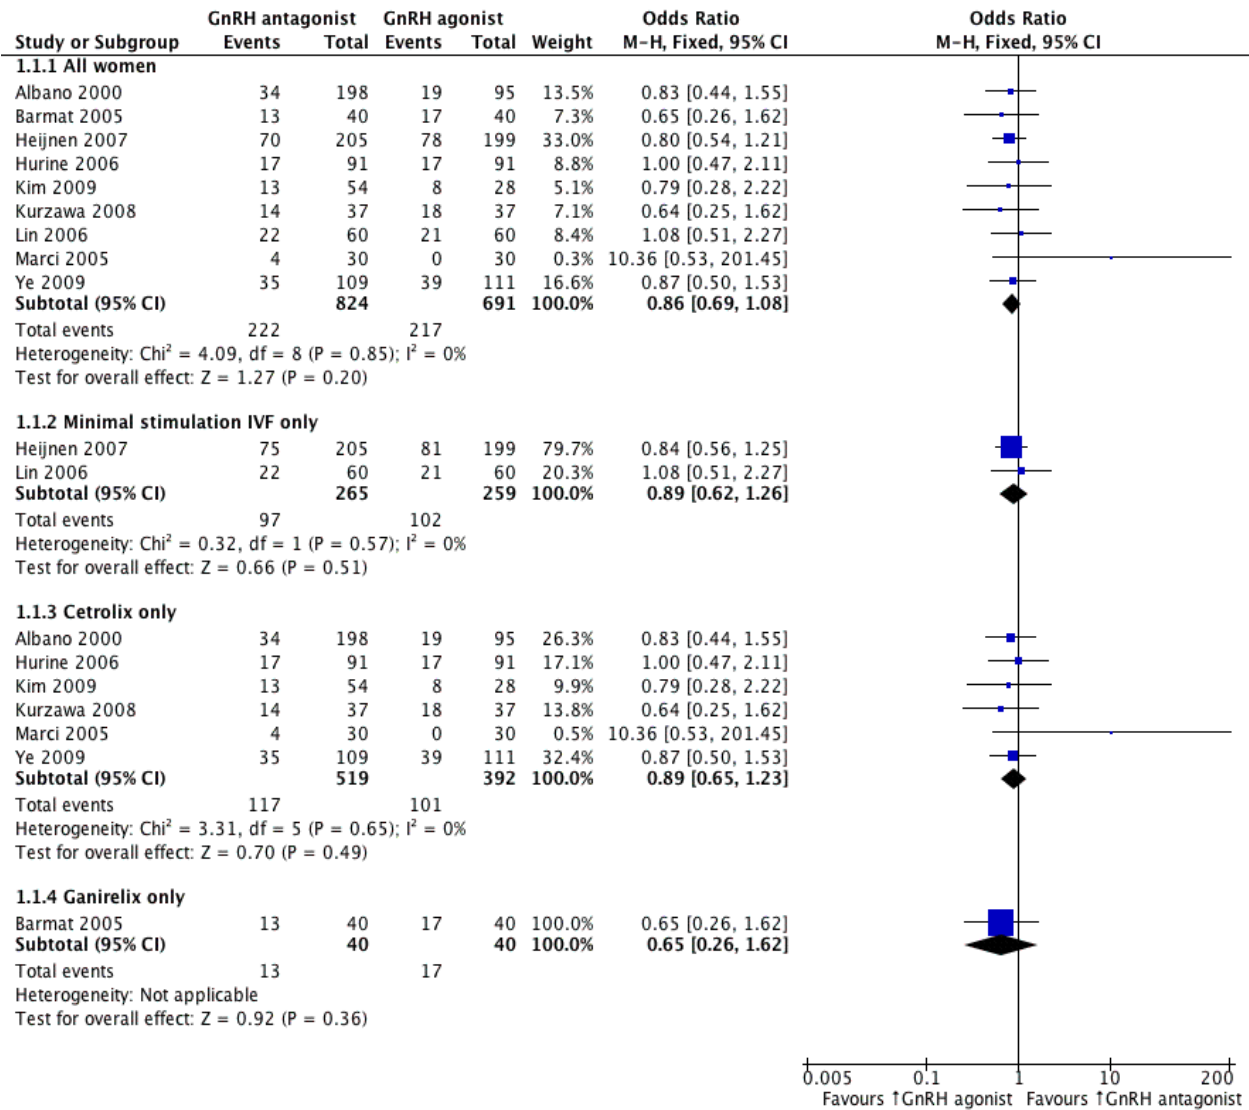 GnRH antagonist GnRH agonist Odds Ratio Odds Ratio
Study or Subgroup Events Total Events Total Weight M-H, Fixed, 95% CI M-H, Fixed, 95% CI
1.1.1 All women
Albano 2000 34 198 19 95 13.5% 0.83 [0.44, 1.55]
Barmat 2005 13 40 17 40 7.3% 0.65 [0.26, 1.62]
Heijnen 2007 70 205 78 199 33.0% 0.80 [0.54, 1.21]
Hurine 2006 17 91 17 91 8.8% 1.00 [0.47, 2.11]
Kim 2009 13 54 8 28 5.1% 0.79 [0.28, 2.22]
Kurzawa 2008 14 37 18 37 7.1% 0.64 [0.25, 1.62]
Lin 2006 22 60 21 60 8.4% 1.08 [0.51, 2.27]
Marci 2005 4 30 0 30 0.3% 10.36 [0.53, 201.45]
Ye 2009 35 109 39 111 16.6% 0.87 [0.50, 1.53]
Subtotal (95% CI) 824 691 100.0% 0.86 [0.69, 1.08]
Total events 222 217
Heterogeneity: Chi² = 4.09, df = 8 (P = 0.85); I² = 0%
Test for overall effect: Z = 1.27 (P = 0.20)
1.1.2 Minimal stimulation IVF only
Heijnen 2007 75 205 81 199 79.7% 0.84 [0.56, 1.25]
Lin 2006 22 60 21 60 20.3% 1.08 [0.51, 2.27]
Subtotal (95% CI) 265 259 100.0% 0.89 [0.62, 1.26]
Total events 97 102
Heterogeneity: Chi² = 0.32, df = 1 (P = 0.57); I² = 0%
Test for overall effect: Z = 0.66 (P = 0.51)
1.1.3 Cetrolix only
Albano 2000 34 198 19 95 26.3% 0.83 [0.44, 1.55]
Hurine 2006 17 91 17 91 17.1% 1.00 [0.47, 2.11]
Kim 2009 13 54 8 28 9.9% 0.79 [0.28, 2.22]
Kurzawa 2008 14 37 18 37 13.8% 0.64 [0.25, 1.62]
Marci 2005 4 30 0 30 0.5% 10.36 [0.53, 201.45]
Ye 2009 35 109 39 111 32.4% 0.87 [0.50, 1.53]
Subtotal (95% CI) 519 392 100.0% 0.89 [0.65, 1.23]
Total events 117 101
Heterogeneity: Chi² = 3.31, df = 5 (P = 0.65); I² = 0%
Test for overall effect: Z = 0.70 (P = 0.49)
1.1.4 Ganirelix only
Barmat 2005 13 40 17 40 100.0% 0.65 [0.26, 1.62]
Subtotal (95% CI) 40 40 100.0% 0.65 [0.26, 1.62]
Total events 13 17
Heterogeneity: Not applicable
Test for overall effect: Z = 0.92 (P = 0.36)
0.005 0.1 1 10 200
Favours ↑GnRH agonist Favours ↑GnRH antagonist